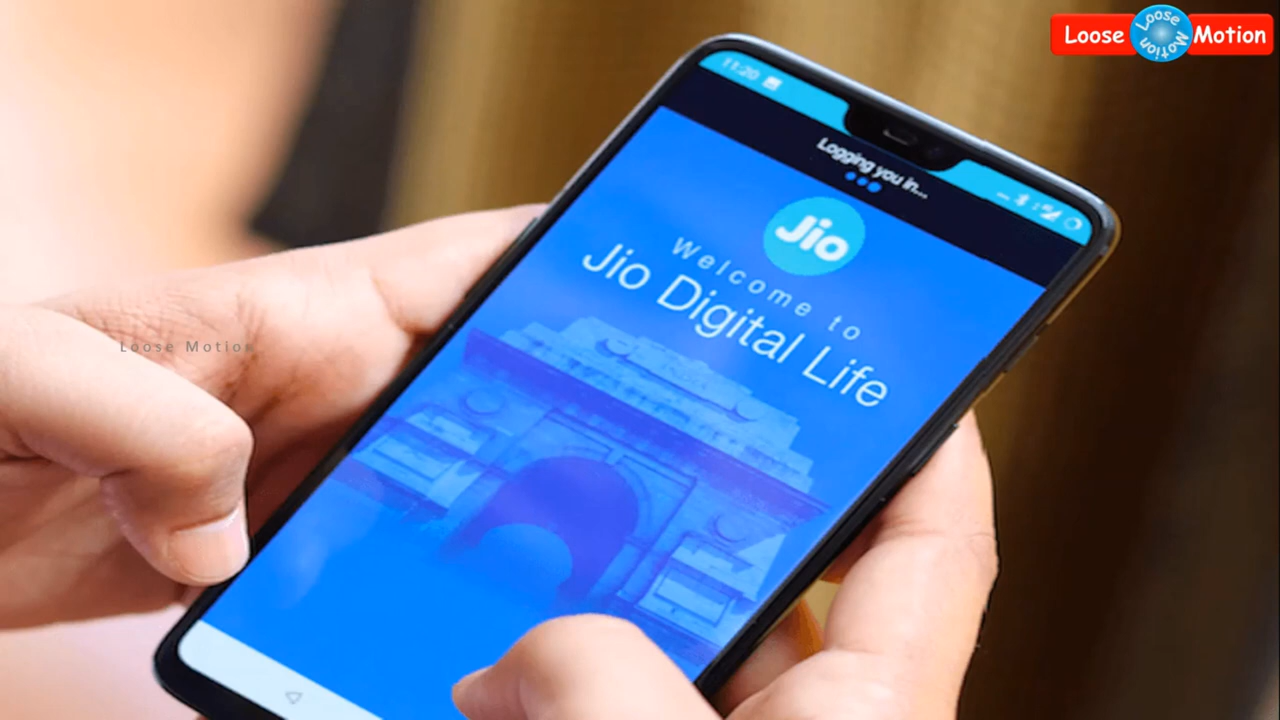 Loose Motion
Loose Motion
11:20
Logging you in...
Jio
Welcome to
Jio Digital Life
Loose Motion